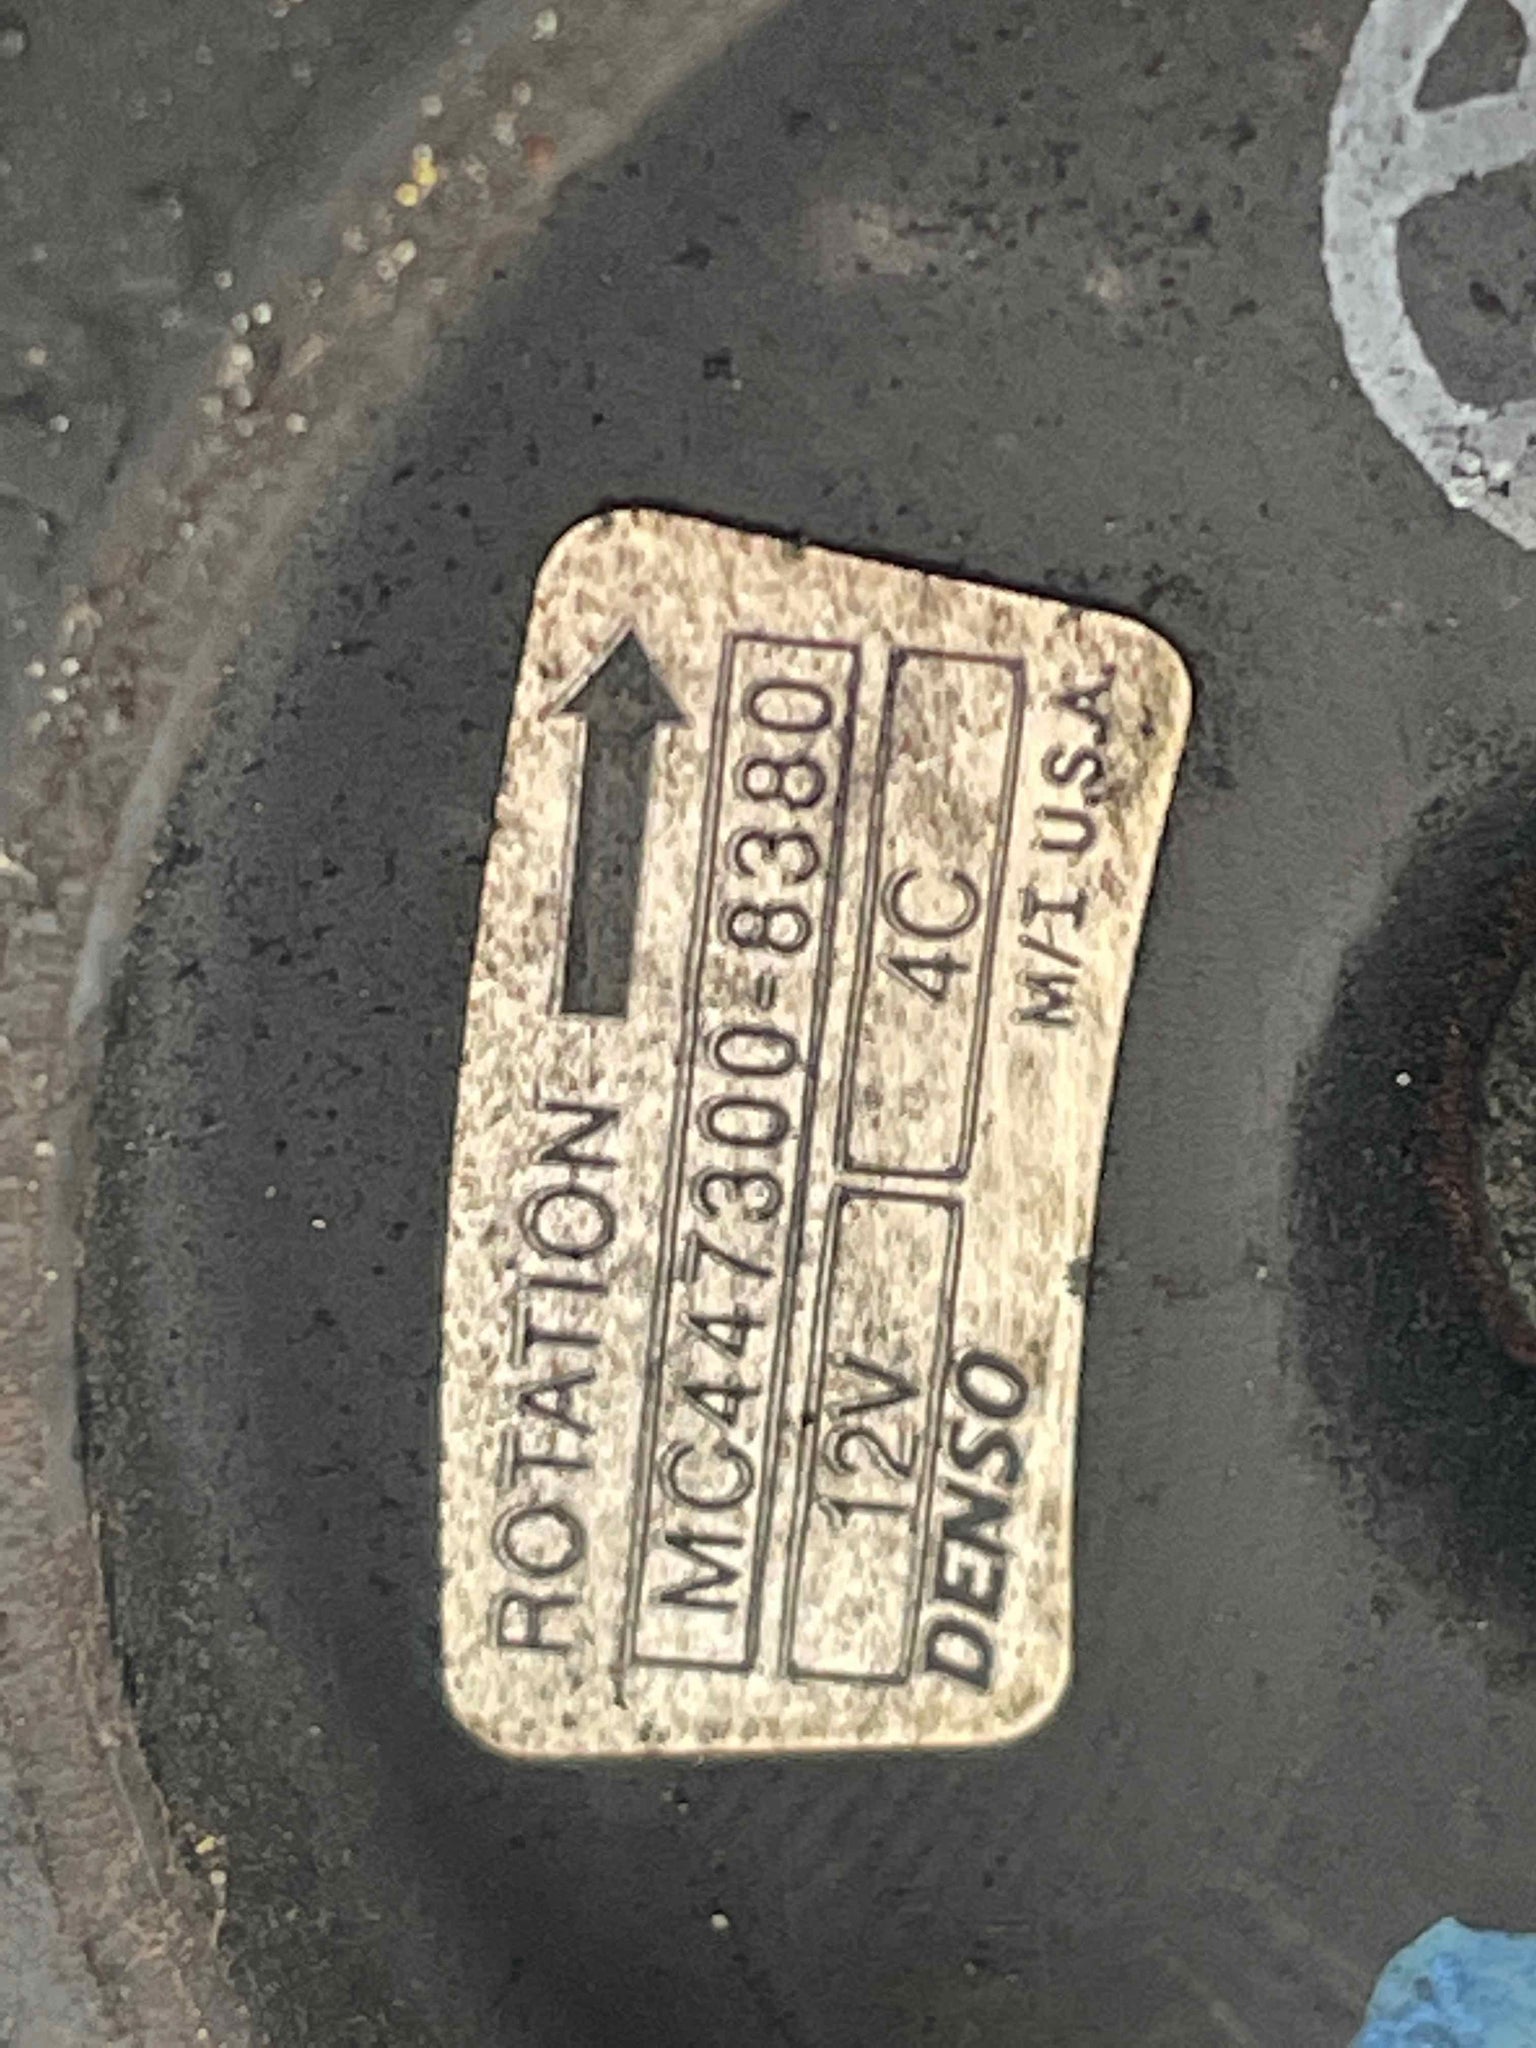 ROTATION
MC447300-8380
12V 4C
DENSO M/I U.S.A.